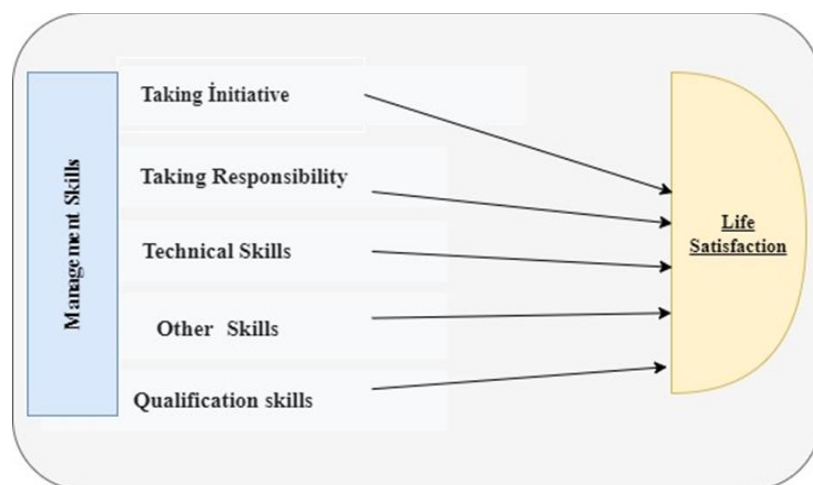 Management Skills
Taking İnitiative
Taking Responsibility
Technical Skills
Other Skills
Qualification skills
Life
Satisfaction